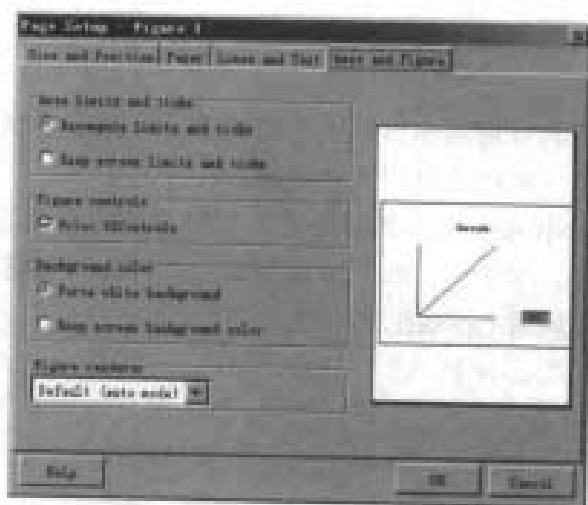 Page Setup - Figure 1
Size and Position Paper Lines and Text Axes and Figure
Axes limits and ticks
Recompute limits and ticks
Keep screen limits and ticks
Figure controls
Print UIControls
Background color
Force white background
Keep screen background color
Figure renderer
Default (auto mode)
Help
OK
Cancel